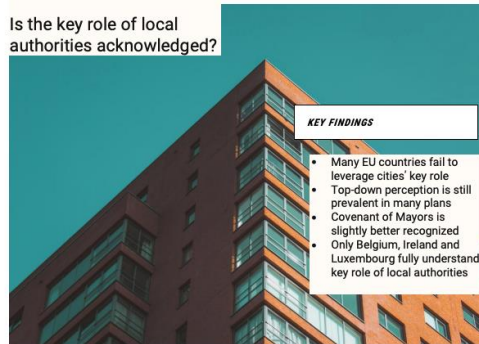 Is the key role of local
authorities acknowledged?
KEY FINDINGS
• Many EU countries fail to
leverage cities' key role
• Top-down perception is still
prevalent in many plans
• Covenant of Mayors is
slightly better recognized
• Only Belgium, Ireland and
Luxembourg fully understand
key role of local authorities